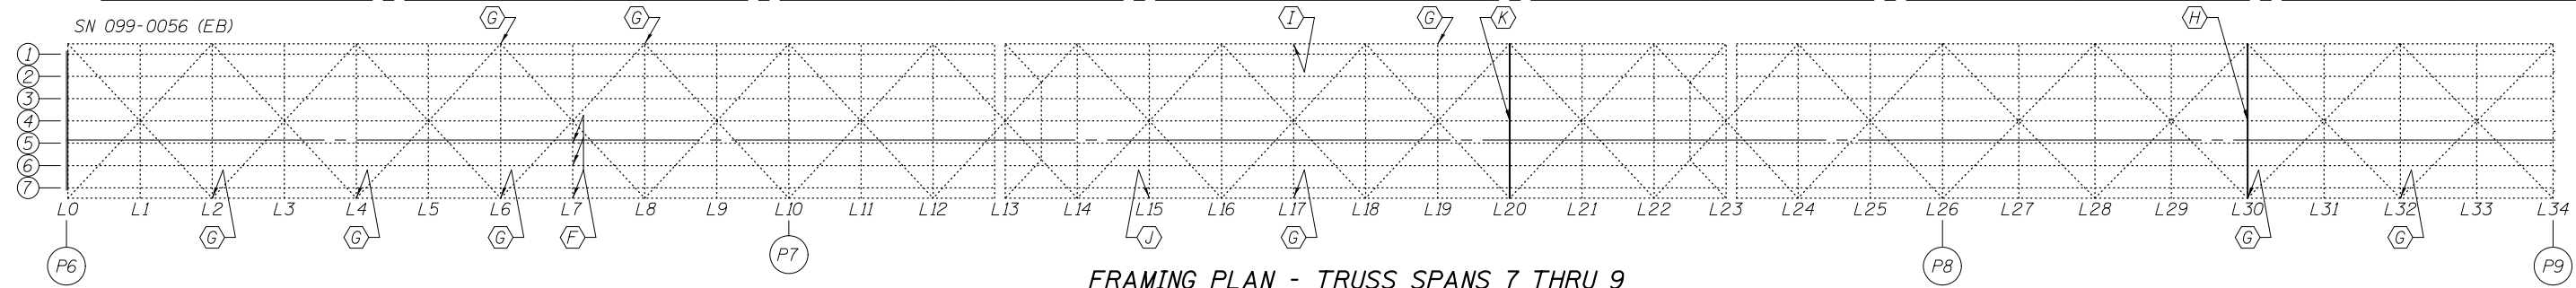 G G I G K H
SN 099-0056 (EB)
1
2
3
4
5
6
7
L0 L1 L2 L3 L4 L5 L6 L7 L8 L9 L10 L11 L12 L13 L14 L15 L16 L17 L18 L19 L20 L21 L22 L23 L24 L25 L26 L27 L28 L29 L30 L31 L32 L33 L34
G G G F J G G G
P6 P7 P8 P9
FRAMING PLAN - TRUSS SPANS 7 THRU 9